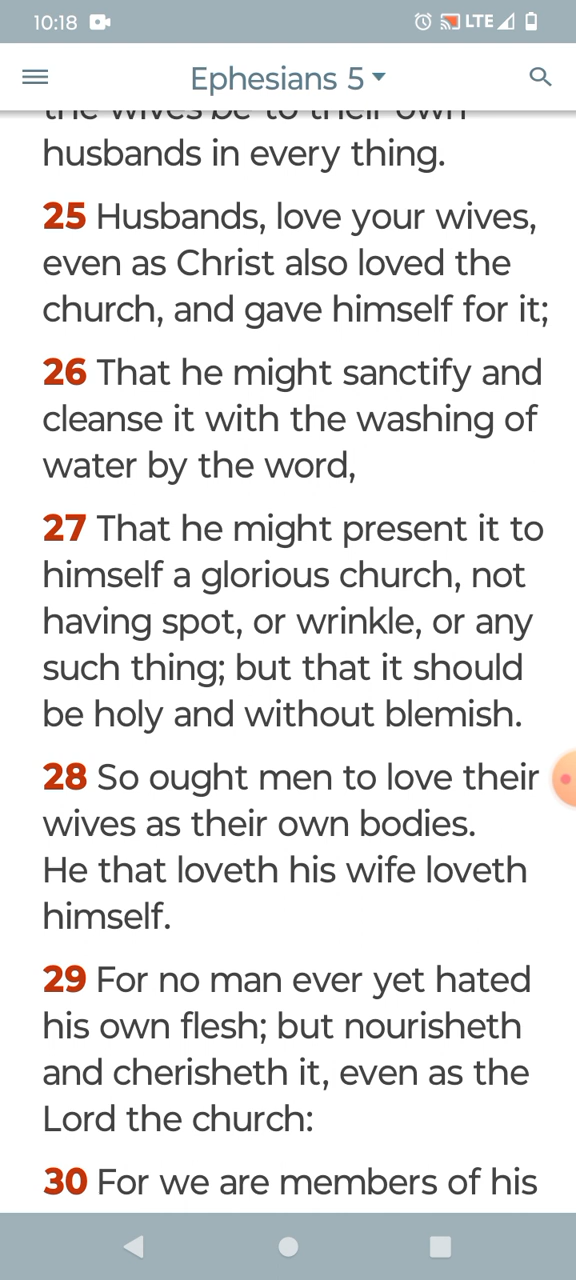 10:18
LTE
Ephesians 5
the wives be to their own
husbands in every thing.
25 Husbands, love your wives,
even as Christ also loved the
church, and gave himself for it;
26 That he might sanctify and
cleanse it with the washing of
water by the word,
27 That he might present it to
himself a glorious church, not
having spot, or wrinkle, or any
such thing; but that it should
be holy and without blemish.
28 So ought men to love their
wives as their own bodies.
He that loveth his wife loveth
himself.
29 For no man ever yet hated
his own flesh; but nourisheth
and cherisheth it, even as the
Lord the church:
30 For we are members of his